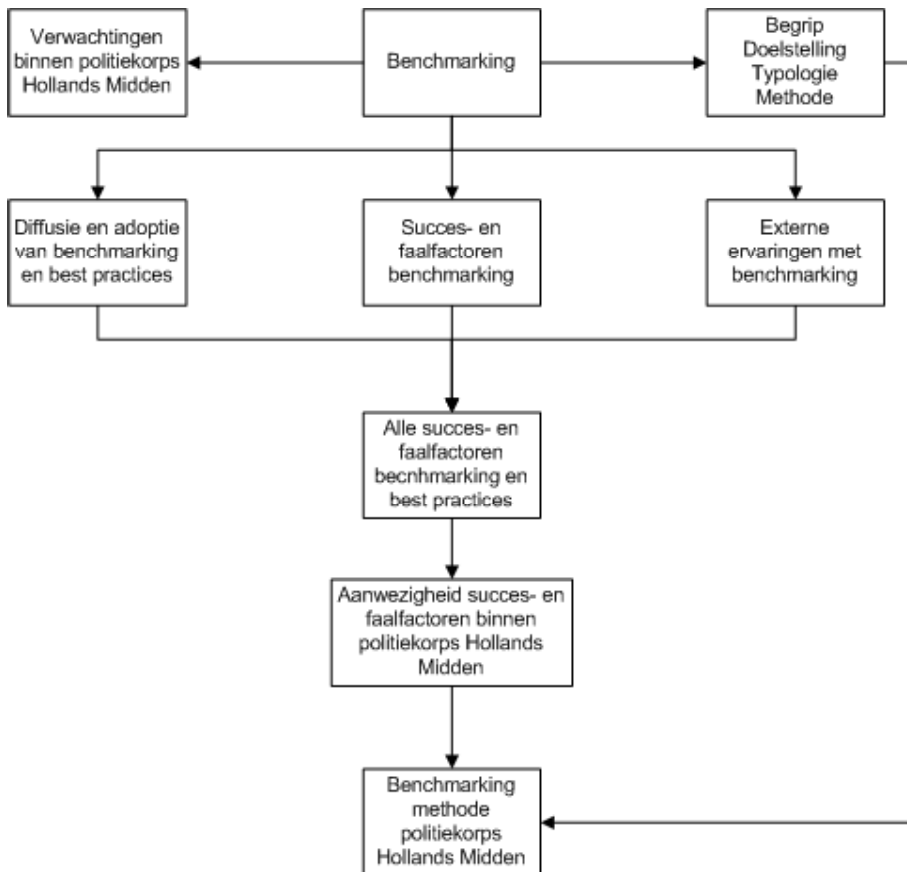 Verwachtingen
binnen politiekorps
Hollands Midden
Benchmarking
Begrip
Doelstelling
Typologie
Methode
Diffusie en adoptie
van benchmarking
en best practices
Succes- en
faalfactoren
benchmarking
Externe
ervaringen met
benchmarking
Alle succes- en
faalfactoren
becnhmarking en
best practices
Aanwezigheid succes- en
faalfactoren binnen
politiekorps Hollands
Midden
Benchmarking
methode
politiekorps
Hollands Midden